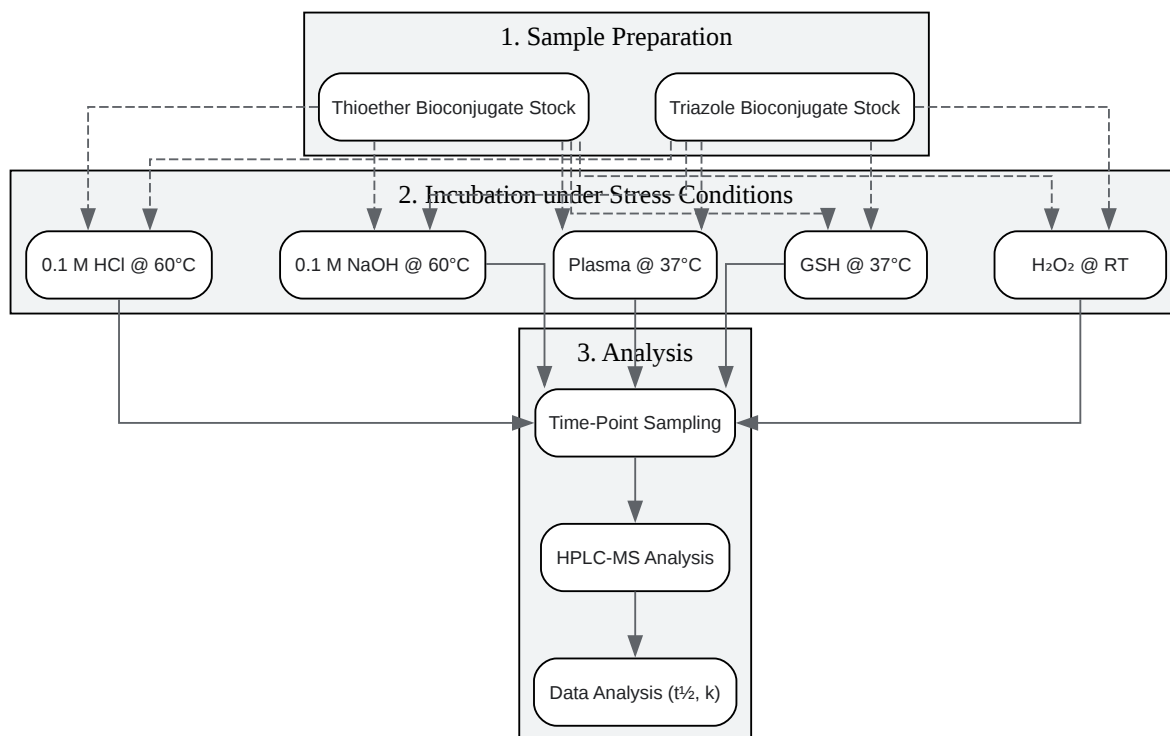 1. Sample Preparation
Thioether Bioconjugate Stock
Triazole Bioconjugate Stock
2. Incubation under Stress Conditions
0.1 M HCl @ 60°C
0.1 M NaOH @ 60°C
Plasma @ 37°C
GSH @ 37°C
H₂O₂ @ RT
3. Analysis
Time-Point Sampling
HPLC-MS Analysis
Data Analysis (t½, k)